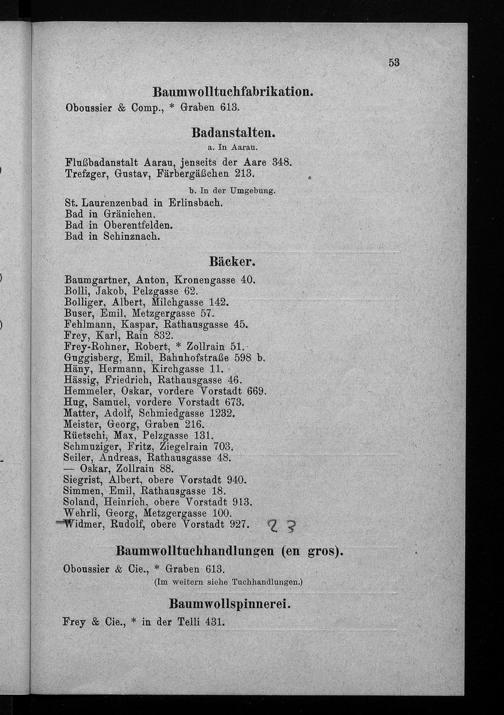 53
Baumwolltuchfabrikation.
Oboussier & Comp., * Graben 613.
Badanstalten.
a. In Aarau.
Flußbadanstalt Aarau, jenseits der Aare 348.
Trefzger, Gustav, Färbergäßchen 213.
b. In der Umgebung.
St. Laurenzenbad in Erlinsbach.
Bad in Gränichen.
Bad in Oberentfelden.
Bad in Schinznach.
Bäcker.
Baumgartner, Anton, Kronengasse 40.
Bolli, Jakob, Pelzgasse 62.
Bolliger, Albert, Milchgasse 142.
Buser, Emil, Metzgergasse 57.
Fehlmann, Kaspar, Rathausgasse 45.
Frey, Karl, Rain 832.
Frey-Rohner, Robert, * Zollrain 51.
Guggisberg, Emil, Bahnhofstraße 598 b.
Häny, Hermann, Kirchgasse 11.
Hässig, Friedrich, Rathausgasse 46.
Hemmeler, Oskar, vordere Vorstadt 669.
Hug, Samuel, vordere Vorstadt 673.
Matter, Adolf, Schmiedgasse 1232.
Meister, Georg, Graben 216.
Rüetschi, Max, Pelzgasse 131.
Schmuziger, Fritz, Ziegelrain 703.
Seiler, Andreas, Rathausgasse 48.
— Oskar, Zollrain 88.
Siegrist, Albert, obere Vorstadt 940.
Simmen, Emil, Rathausgasse 18.
Soland, Heinrich, obere Vorstadt 913.
Wehrli, Georg, Metzgergasse 100.
Widmer, Rudolf, obere Vorstadt 927. 23
Baumwolltuchhandlungen (en gros).
Oboussier & Cie., * Graben 613.
(Im weitern siehe Tuchhandlungen.)
Baumwollspinnerei.
Frey & Cie., * in der Telli 431.